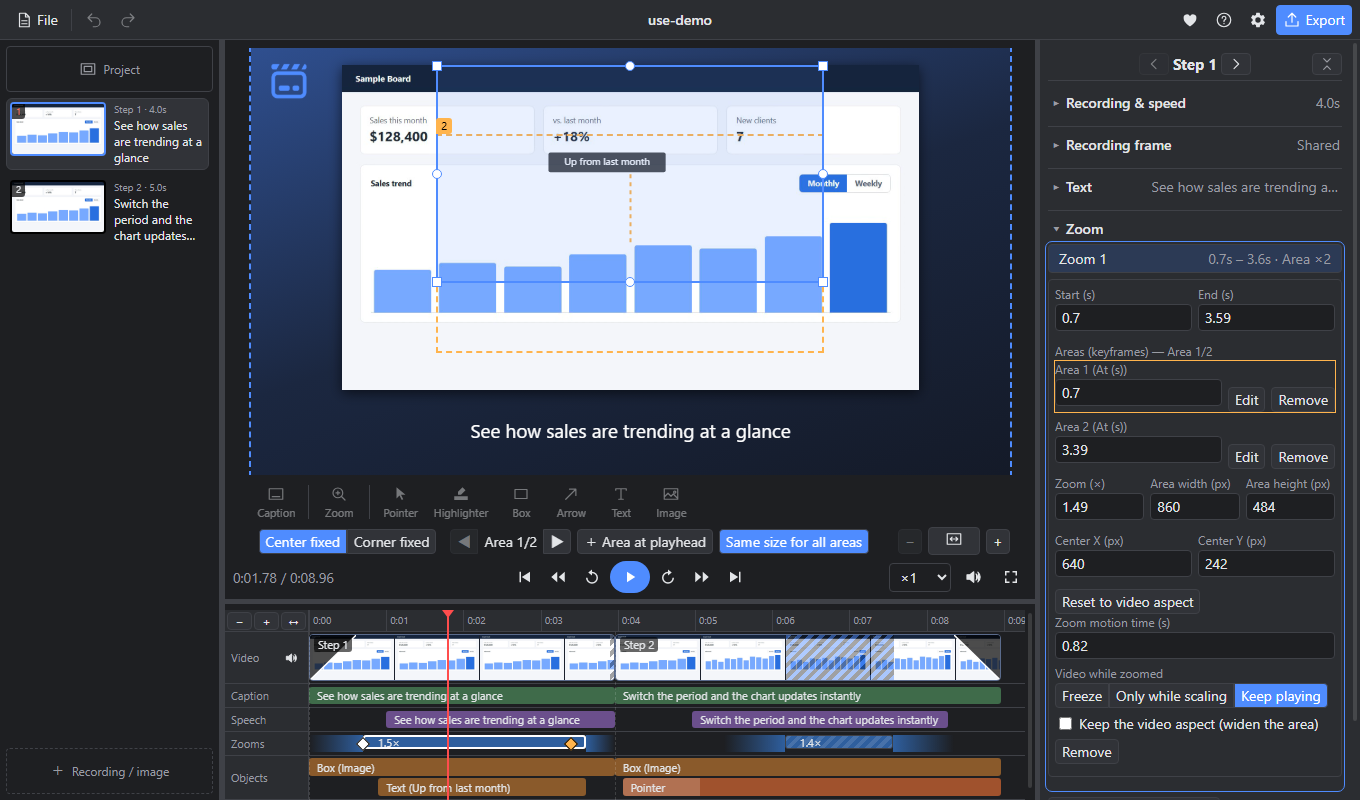 File
use-demo
Export
Project
1
Step 1 · 4.0s
See how sales
are trending at a
glance
2
Step 2 · 5.0s
Switch the
period and the
chart updates...
+ Recording / image
Sample Board
Sales this month
$128,400
vs. last month
+18%
New clients
7
2
Up from last month
Sales trend
Monthly
Weekly
See how sales are trending at a glance
Caption
Zoom
Pointer
Highlighter
Box
Arrow
Text
Image
Center fixed
Corner fixed
Area 1/2
+ Area at playhead
Same size for all areas
0:01.78 / 0:08.96
×1
0:00
0:01
0:02
0:03
0:04
0:05
0:06
0:07
0:08
0:09
Video
Step 1
Step 2
Caption
See how sales are trending at a glance
Switch the period and the chart updates instantly
Speech
See how sales are trending at a glance
Switch the period and the chart updates instantly
Zooms
1.5×
1.4×
Objects
Box (Image)
Box (Image)
Text (Up from last month)
Pointer
Step 1
Recording & speed
4.0s
Recording frame
Shared
Text
See how sales are trending a...
Zoom
Zoom 1
0.7s – 3.6s · Area ×2
Start (s)
End (s)
0.7
3.59
Areas (keyframes) — Area 1/2
Area 1 (At (s))
0.7
Edit
Remove
Area 2 (At (s))
3.39
Edit
Remove
Zoom (×)
Area width (px)
Area height (px)
1.49
860
484
Center X (px)
Center Y (px)
640
242
Reset to video aspect
Zoom motion time (s)
0.82
Video while zoomed
Freeze
Only while scaling
Keep playing
Keep the video aspect (widen the area)
Remove